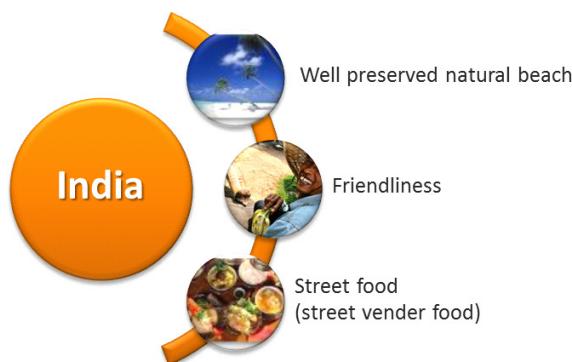 India
Well preserved natural beach
Friendliness
Street food
(street vender food)